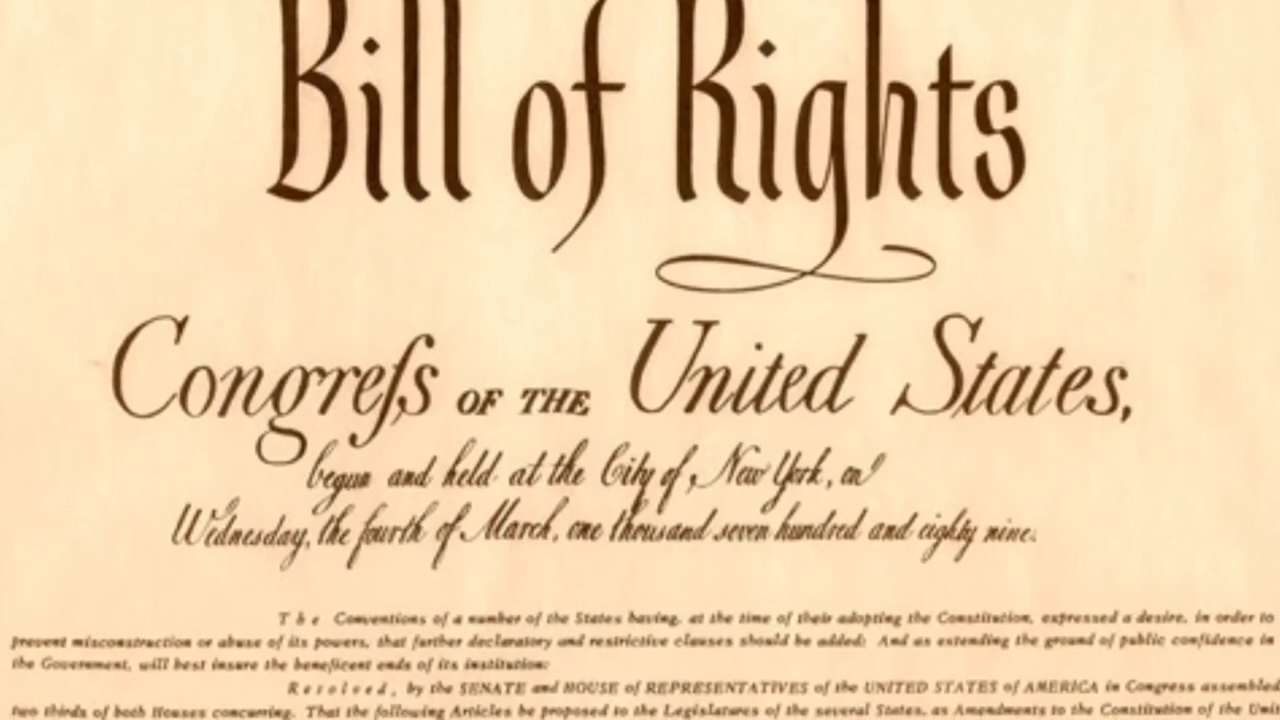 Bill of Rights
Congreſs OF THE United States,
begun and held at the City of New York, on
Wednesday, the fourth of March, one thousand seven hundred and eighty nine.
The Conventions of a number of the States having, at the time of their adopting the Constitution, expressed a desire, in order to
prevent misconstruction or abuse of its powers, that further declaratory and restrictive clauses should be added: And as extending the ground of public confidence in
the Government, will best insure the beneficent ends of its institution:
Resolved, by the SENATE and HOUSE of REPRESENTATIVES of the UNITED STATES of AMERICA in Congress assembled
two thirds of both Houses concurring. That the following Articles be proposed to the Legislatures of the several States, as Amendments to the Constitution of the